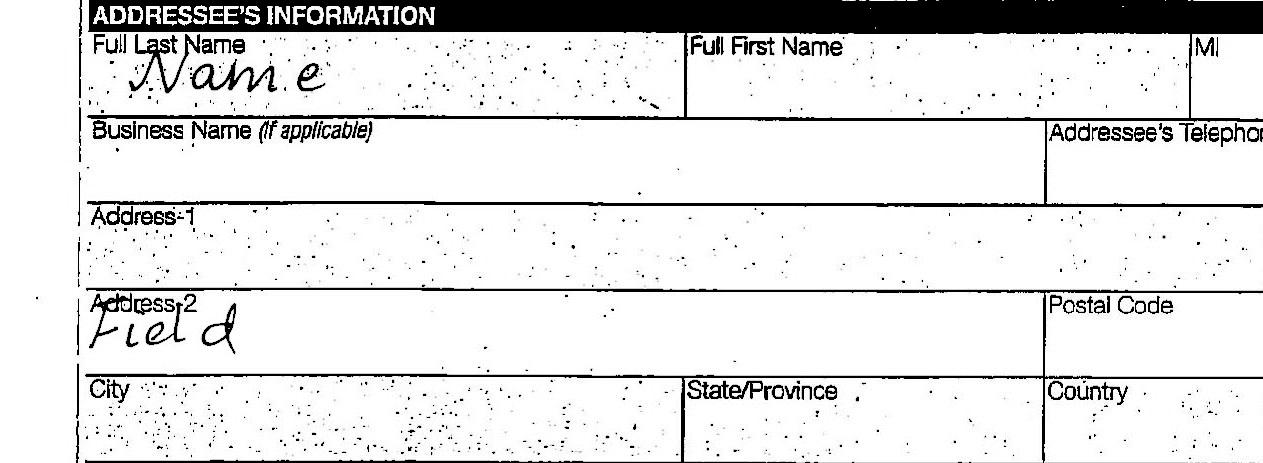 ADDRESSEE'S INFORMATION
Full Last Name Full First Name MI
Name
Business Name (if applicable) Addressee's
Address-1
Address-2 Postal Code
Field
City State/Province Country